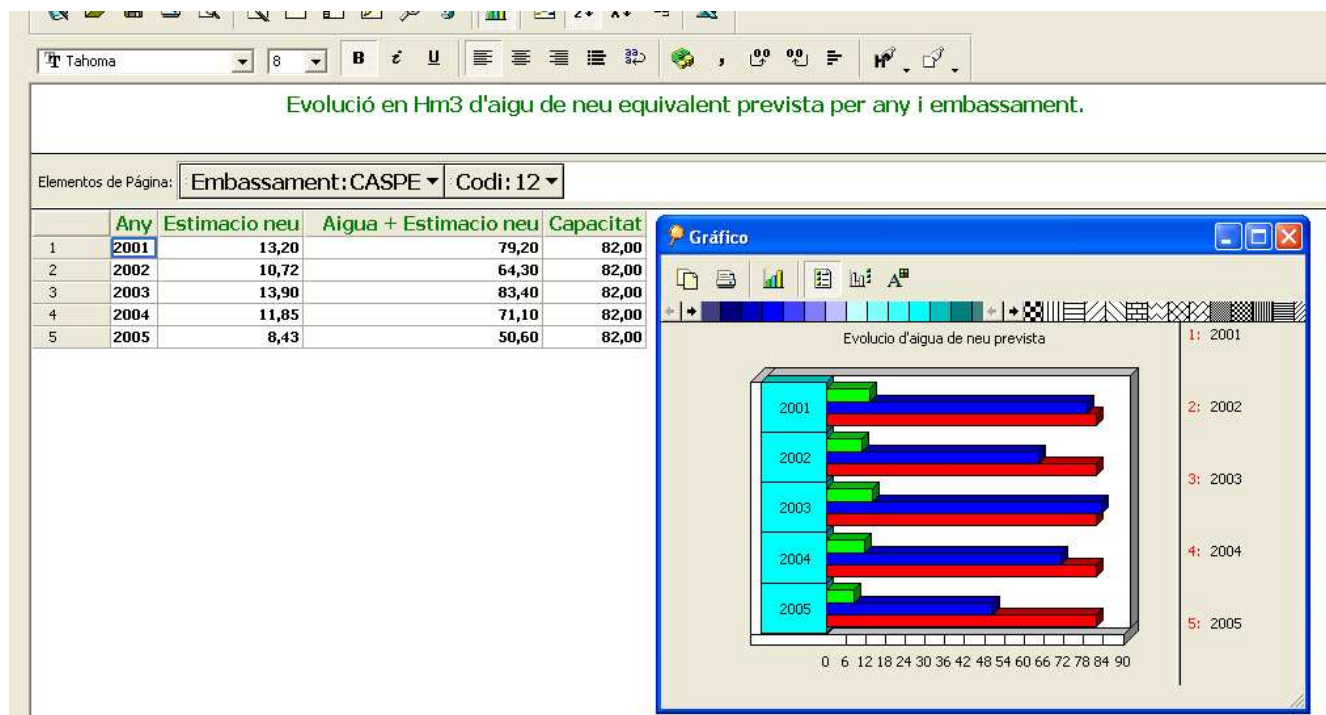 Tahoma
8
B i U
Evolució en Hm3 d'aigu de neu equivalent prevista per any i embassament.
Elementos de Página: Embassament:CASPE Codi:12
Any Estimacio neu Aigua + Estimacio neu Capacitat
1 2001 13,20 79,20 82,00
2 2002 10,72 64,30 82,00
3 2003 13,90 83,40 82,00
4 2004 11,85 71,10 82,00
5 2005 8,43 50,60 82,00
Gráfico
Evolucio d'aigua de neu prevista
2001
2002
2003
2004
2005
0 6 12 18 24 30 36 42 48 54 60 66 72 78 84 90
1: 2001
2: 2002
3: 2003
4: 2004
5: 2005